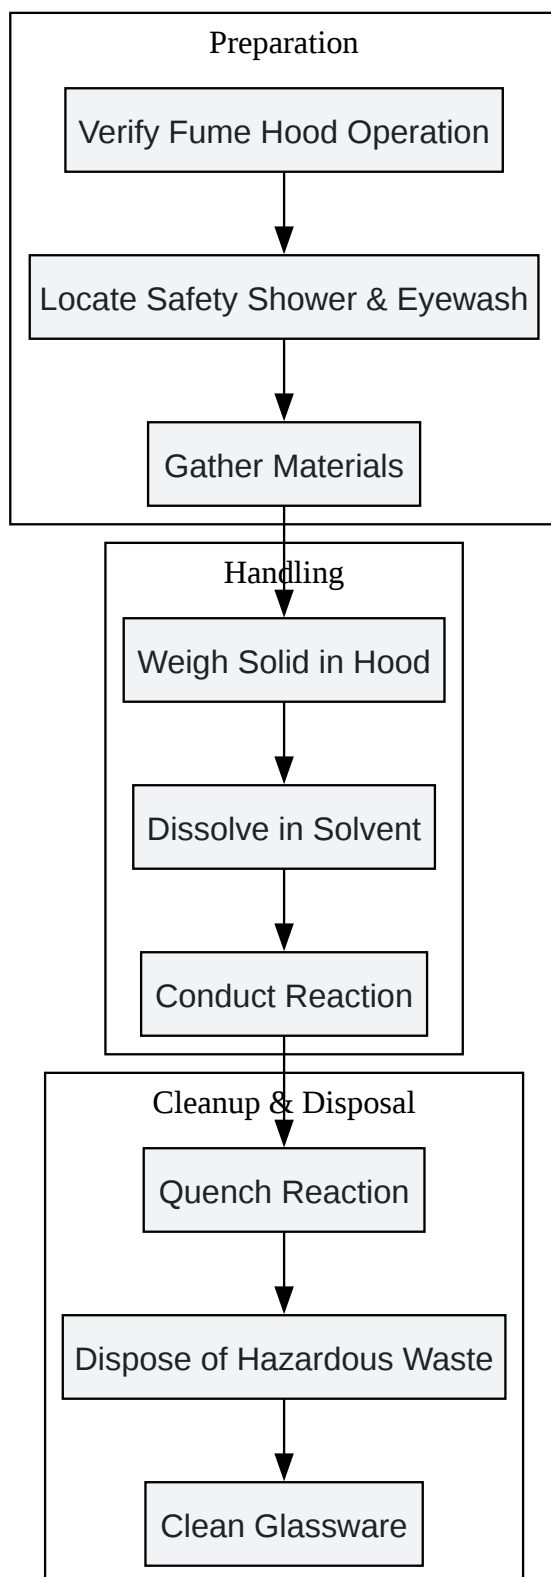 Preparation
Verify Fume Hood Operation
Locate Safety Shower & Eyewash
Gather Materials
Handling
Weigh Solid in Hood
Dissolve in Solvent
Conduct Reaction
Cleanup & Disposal
Quench Reaction
Dispose of Hazardous Waste
Clean Glassware